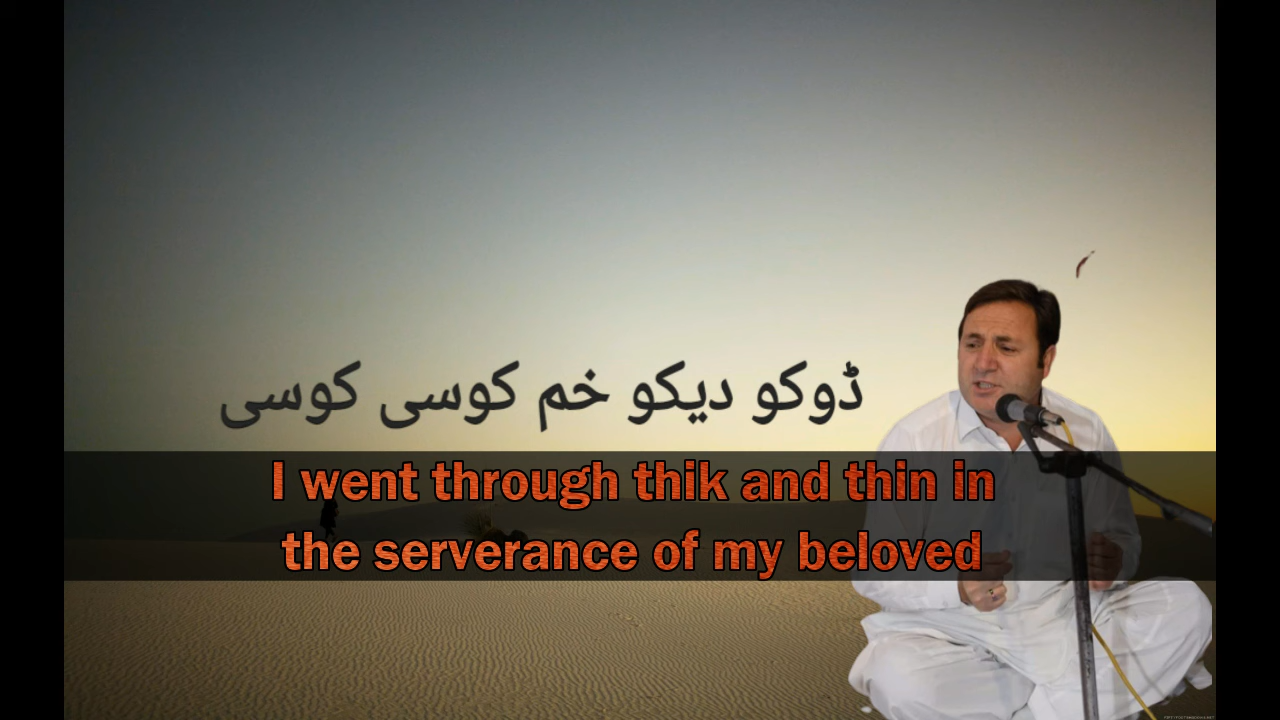 ڈوکو دیکو خم کوسی کوسی
I went through thik and thin in
the serverance of my beloved